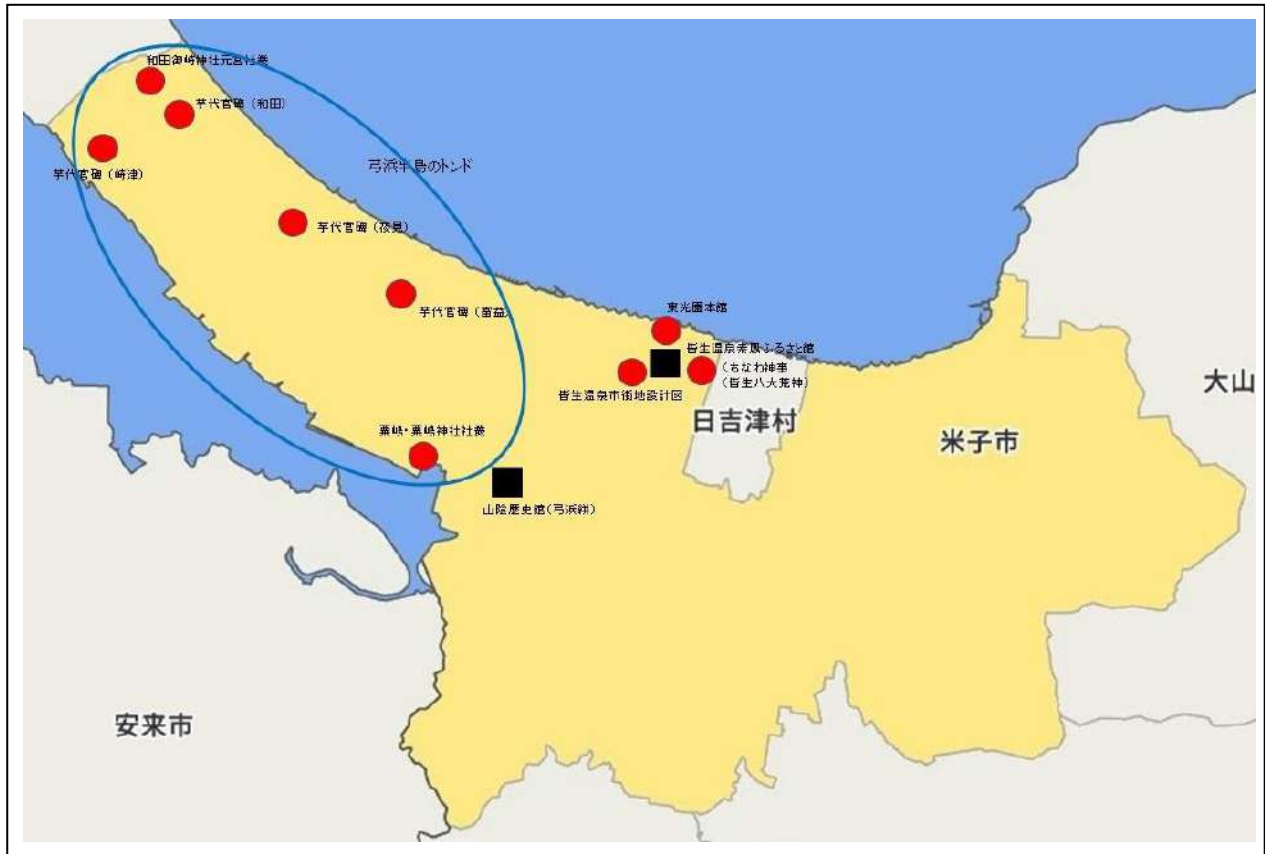 和田御崎神社元宮社叢
芋代官碑（和田）
芋代官碑（崎津）
弓浜半島のトンド
芋代官碑（夜見）
芋代官碑（富益）
東光園本館
皆生温泉素鳳ふるさと館
（ちなわ神事
（皆生八大荒神）
皆生温泉市街地設計図
日吉津村
大山
米子市
粟嶋・粟嶋神社社叢
山陰歴史館（弓浜絣）
安来市